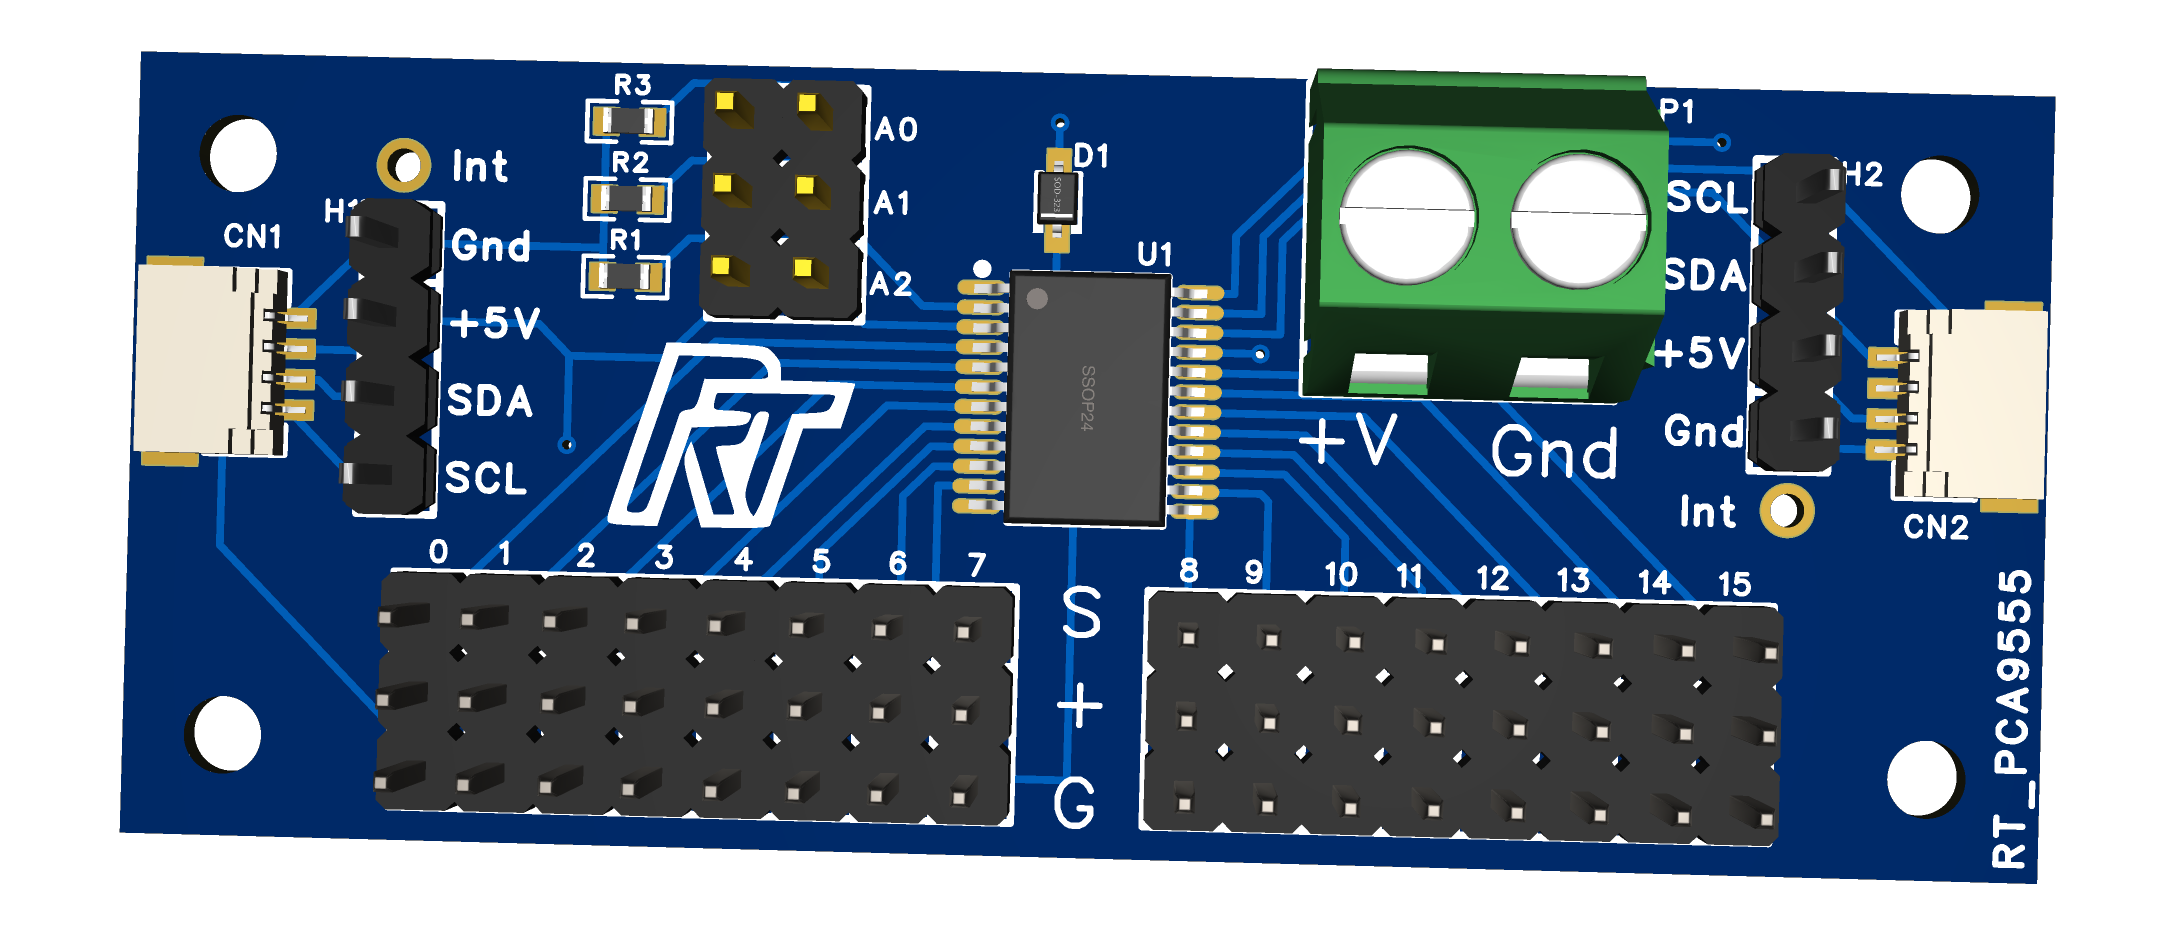 R3
R2
R1
A0
A1
A2
Int
H1
CN1
Gnd
+5V
SDA
SCL
D1
SOD-323
U1
SSOP24
P1
H2
SCL
SDA
+5V
Gnd
Int
CN2
+V
Gnd
RT
0 1 2 3 4 5 6 7
8 9 10 11 12 13 14 15
S
+
G
RT_PCA9555